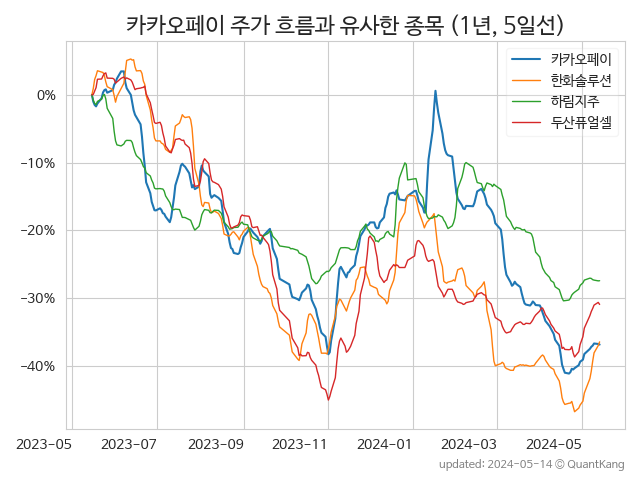 카카오페이 주가 흐름과 유사한 종목 (1년, 5일선)
카카오페이
한화솔루션
하림지주
두산퓨얼셀
0%
−10%
−20%
−30%
−40%
2023−05 2023−07 2023−09 2023−11 2024−01 2024−03 2024−05
updated: 2024−05−14 © QuantKang